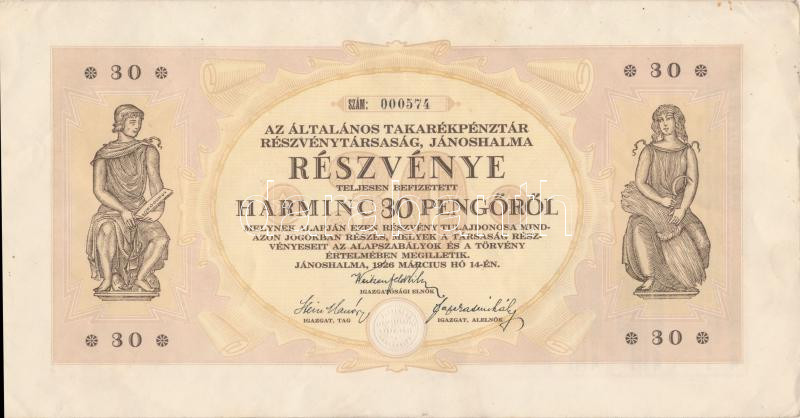 30 30
SZÁM: 000574
AZ ÁLTALÁNOS TAKARÉKPÉNZTÁR
RÉSZVÉNYTÁRSASÁG, JÁNOSHALMA
RÉSZVÉNYE
TELJESEN BEFIZETETT
HARMINC 30 PENGŐRŐL
MELYNEK ALAPJÁN EZEN RÉSZVÉNY TULAJDONOSA MIND-
AZON JOGOKBAN RÉSZES, MELYEK A TÁRSASÁG RÉSZ-
VÉNYESEIT AZ ALAPSZABÁLYOK ÉS A TÖRVÉNY
ÉRTELMÉBEN MEGILLETIK.
JÁNOSHALMA, 1926 MÁRCIUS HÓ 14-ÉN.
IGAZGATÓSÁGI ELNÖK
IGAZGAT, TAG IGAZGAT, ALELNÖK
30 30